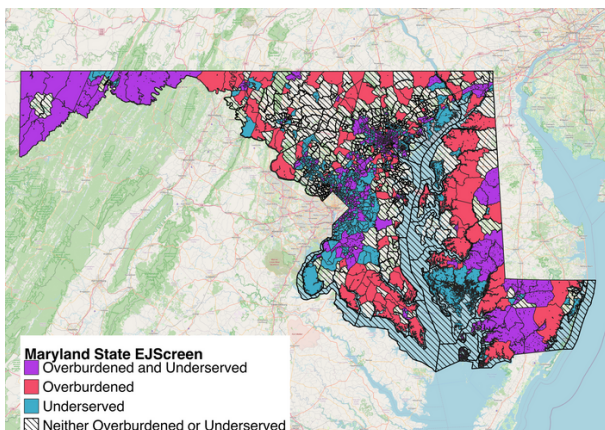 Maryland State EJScreen
Overburdened and Underserved
Overburdened
Underserved
Neither Overburdened or Underserved